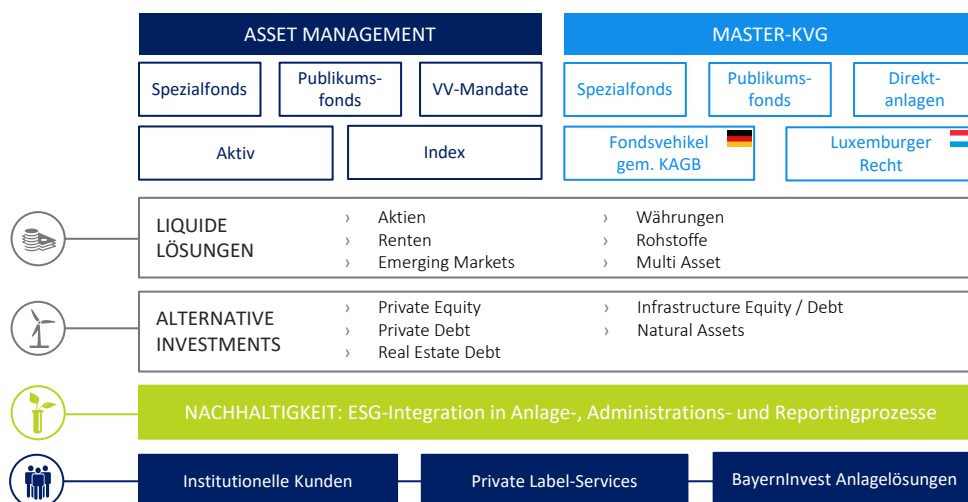 ASSET MANAGEMENT
MASTER-KVG
Spezialfonds
Publikums-
fonds
VV-Mandate
Spezialfonds
Publikums-
fonds
Direkt-
anlagen
Aktiv
Index
Fondsvehikel
gem. KAGB
Luxemburger
Recht
LIQUIDE
LÖSUNGEN
› Aktien
› Renten
› Emerging Markets
› Währungen
› Rohstoffe
› Multi Asset
ALTERNATIVE
INVESTMENTS
› Private Equity
› Private Debt
› Real Estate Debt
› Infrastructure Equity / Debt
› Natural Assets
NACHHALTIGKEIT: ESG-Integration in Anlage-, Administrations- und Reportingprozesse
Institutionelle Kunden
Private Label-Services
BayernInvest Anlagelösungen